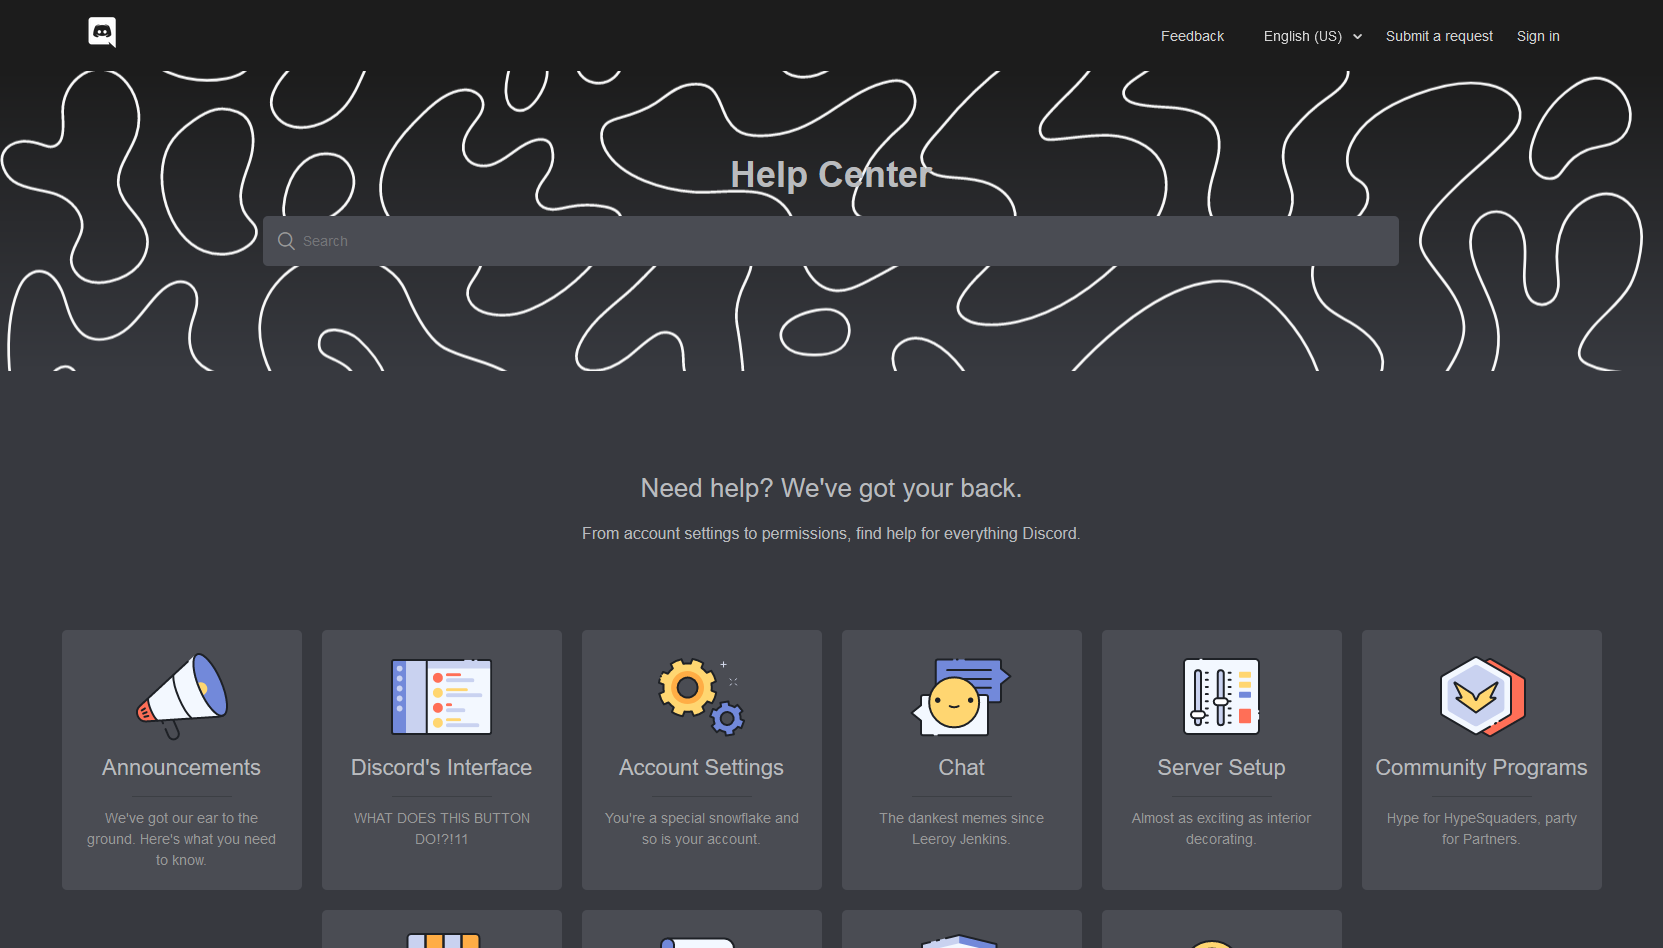 Feedback
English (US)
Submit a request
Sign in
Help Center
Search
Need help? We've got your back.
From account settings to permissions, find help for everything Discord.
Announcements
We've got our ear to the
ground. Here's what you need
to know.
Discord's Interface
WHAT DOES THIS BUTTON
DO!?!11
Account Settings
You're a special snowflake and
so is your account.
Chat
The dankest memes since
Leeroy Jenkins.
Server Setup
Almost as exciting as interior
decorating.
Community Programs
Hype for HypeSquaders, party
for Partners.